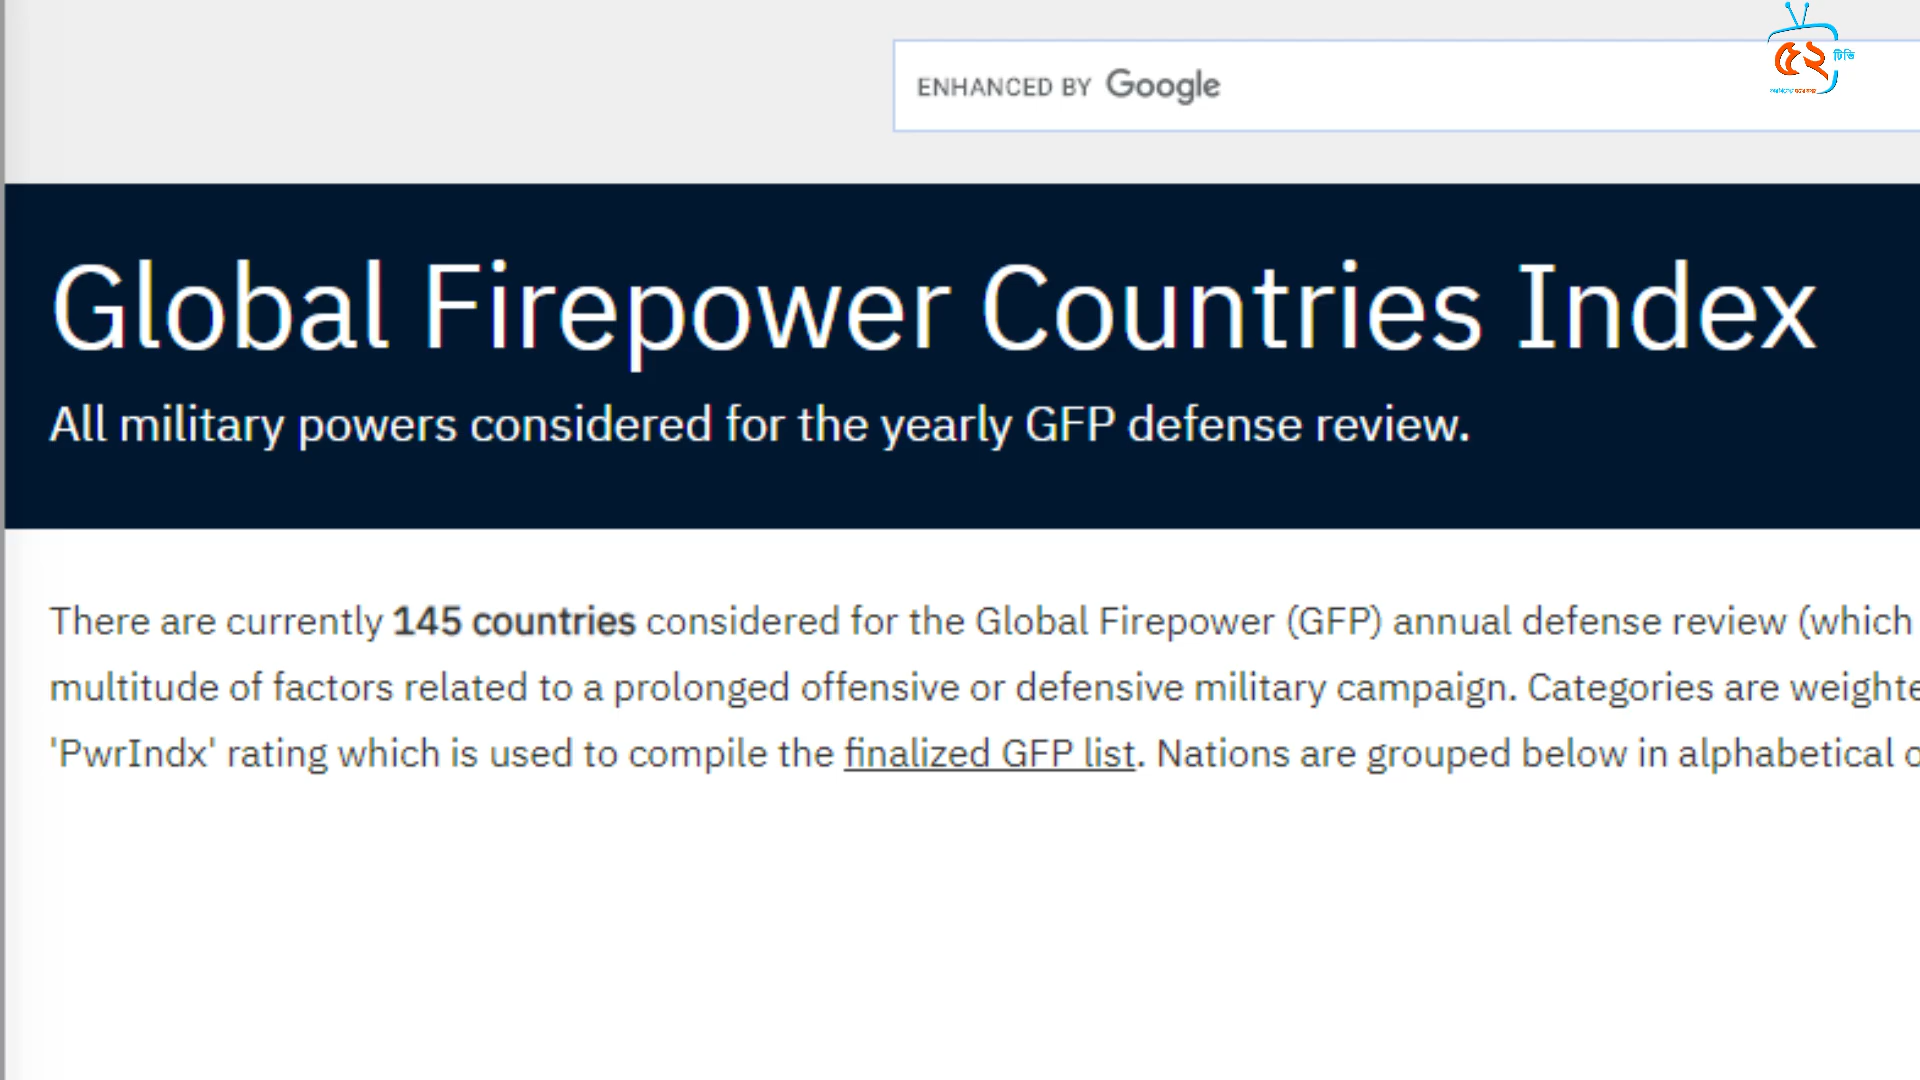 ENHANCED BY Google
৫২ টিভি
Global Firepower Countries Index
All military powers considered for the yearly GFP defense review.
There are currently 145 countries considered for the Global Firepower (GFP) annual defense review (which
multitude of factors related to a prolonged offensive or defensive military campaign. Categories are weighte
'PwrIndx' rating which is used to compile the finalized GFP list. Nations are grouped below in alphabetical o